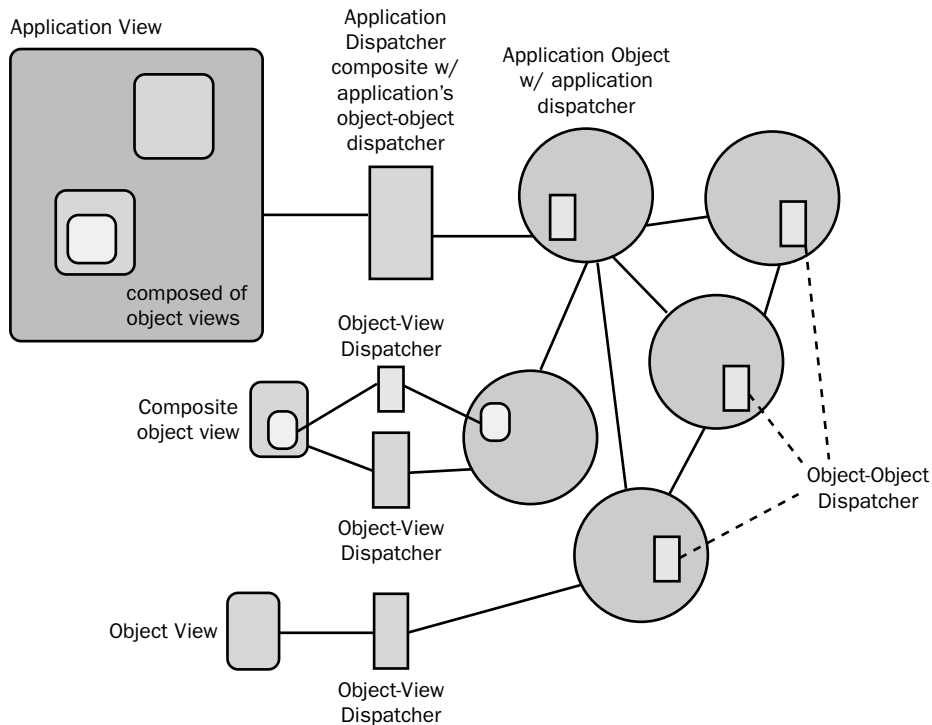 Application View
Application
Dispatcher
composite w/
application's
object-object
dispatcher
Application Object
w/ application
dispatcher
composed of
object views
Object-View
Dispatcher
Composite
object view
Object-View
Dispatcher
Object-Object
Dispatcher
Object View
Object-View
Dispatcher